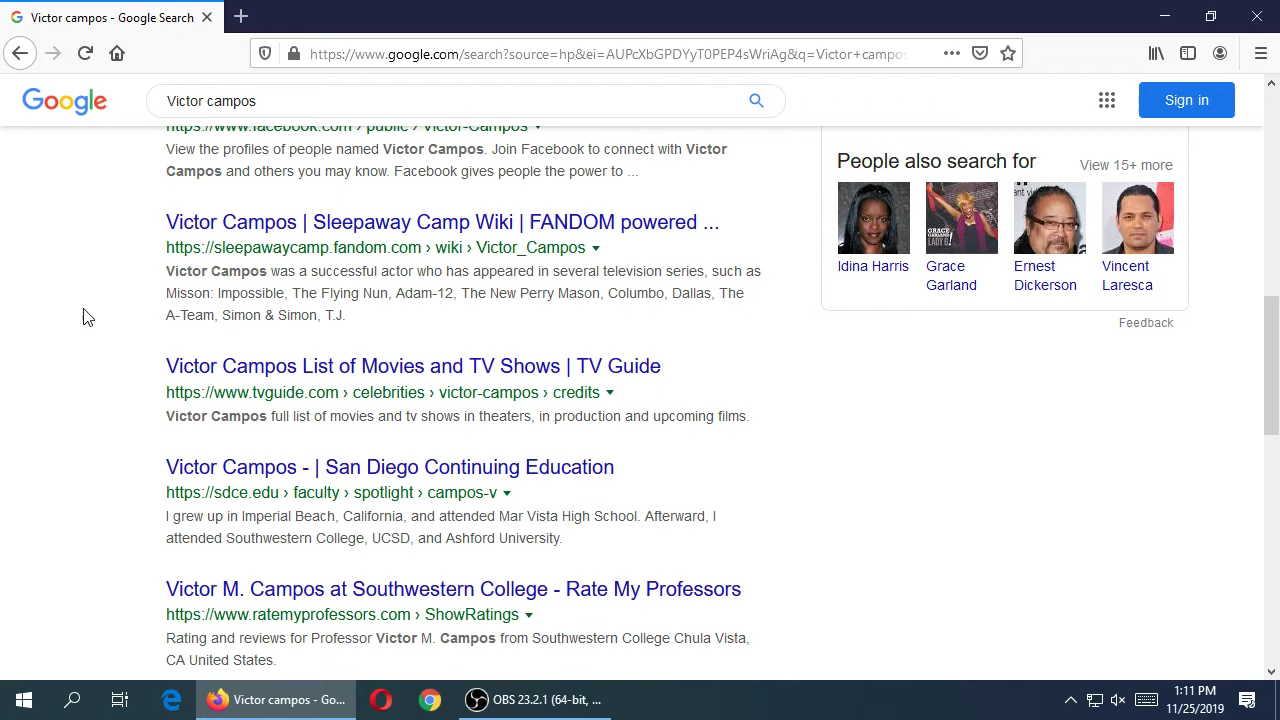 Victor campos - Google Search
https://www.google.com/search?source=hp&ei=AUPcXbGPDYyT0PEP4sWriAg&q=Victor+campos
Google
Victor campos
Sign in
https://www.facebook.com › public › Victor-Campos
View the profiles of people named Victor Campos. Join Facebook to connect with Victor
Campos and others you may know. Facebook gives people the power to ...
Victor Campos | Sleepaway Camp Wiki | FANDOM powered ...
https://sleepawaycamp.fandom.com › wiki › Victor_Campos
Victor Campos was a successful actor who has appeared in several television series, such as
Misson: Impossible, The Flying Nun, Adam-12, The New Perry Mason, Columbo, Dallas, The
A-Team, Simon & Simon, T.J.
Victor Campos List of Movies and TV Shows | TV Guide
https://www.tvguide.com › celebrities › victor-campos › credits
Victor Campos full list of movies and tv shows in theaters, in production and upcoming films.
Victor Campos - | San Diego Continuing Education
https://sdce.edu › faculty › spotlight › campos-v
I grew up in Imperial Beach, California, and attended Mar Vista High School. Afterward, I
attended Southwestern College, UCSD, and Ashford University.
Victor M. Campos at Southwestern College - Rate My Professors
https://www.ratemyprofessors.com › ShowRatings
Rating and reviews for Professor Victor M. Campos from Southwestern College Chula Vista,
CA United States.
People also search for
View 15+ more
GRACE
GARLAND
LADY G!
Idina Harris
Grace
Garland
Ernest
Dickerson
Vincent
Laresca
Feedback
Victor campos - Go...
OBS 23.2.1 (64-bit, ...
1:11 PM
11/25/2019